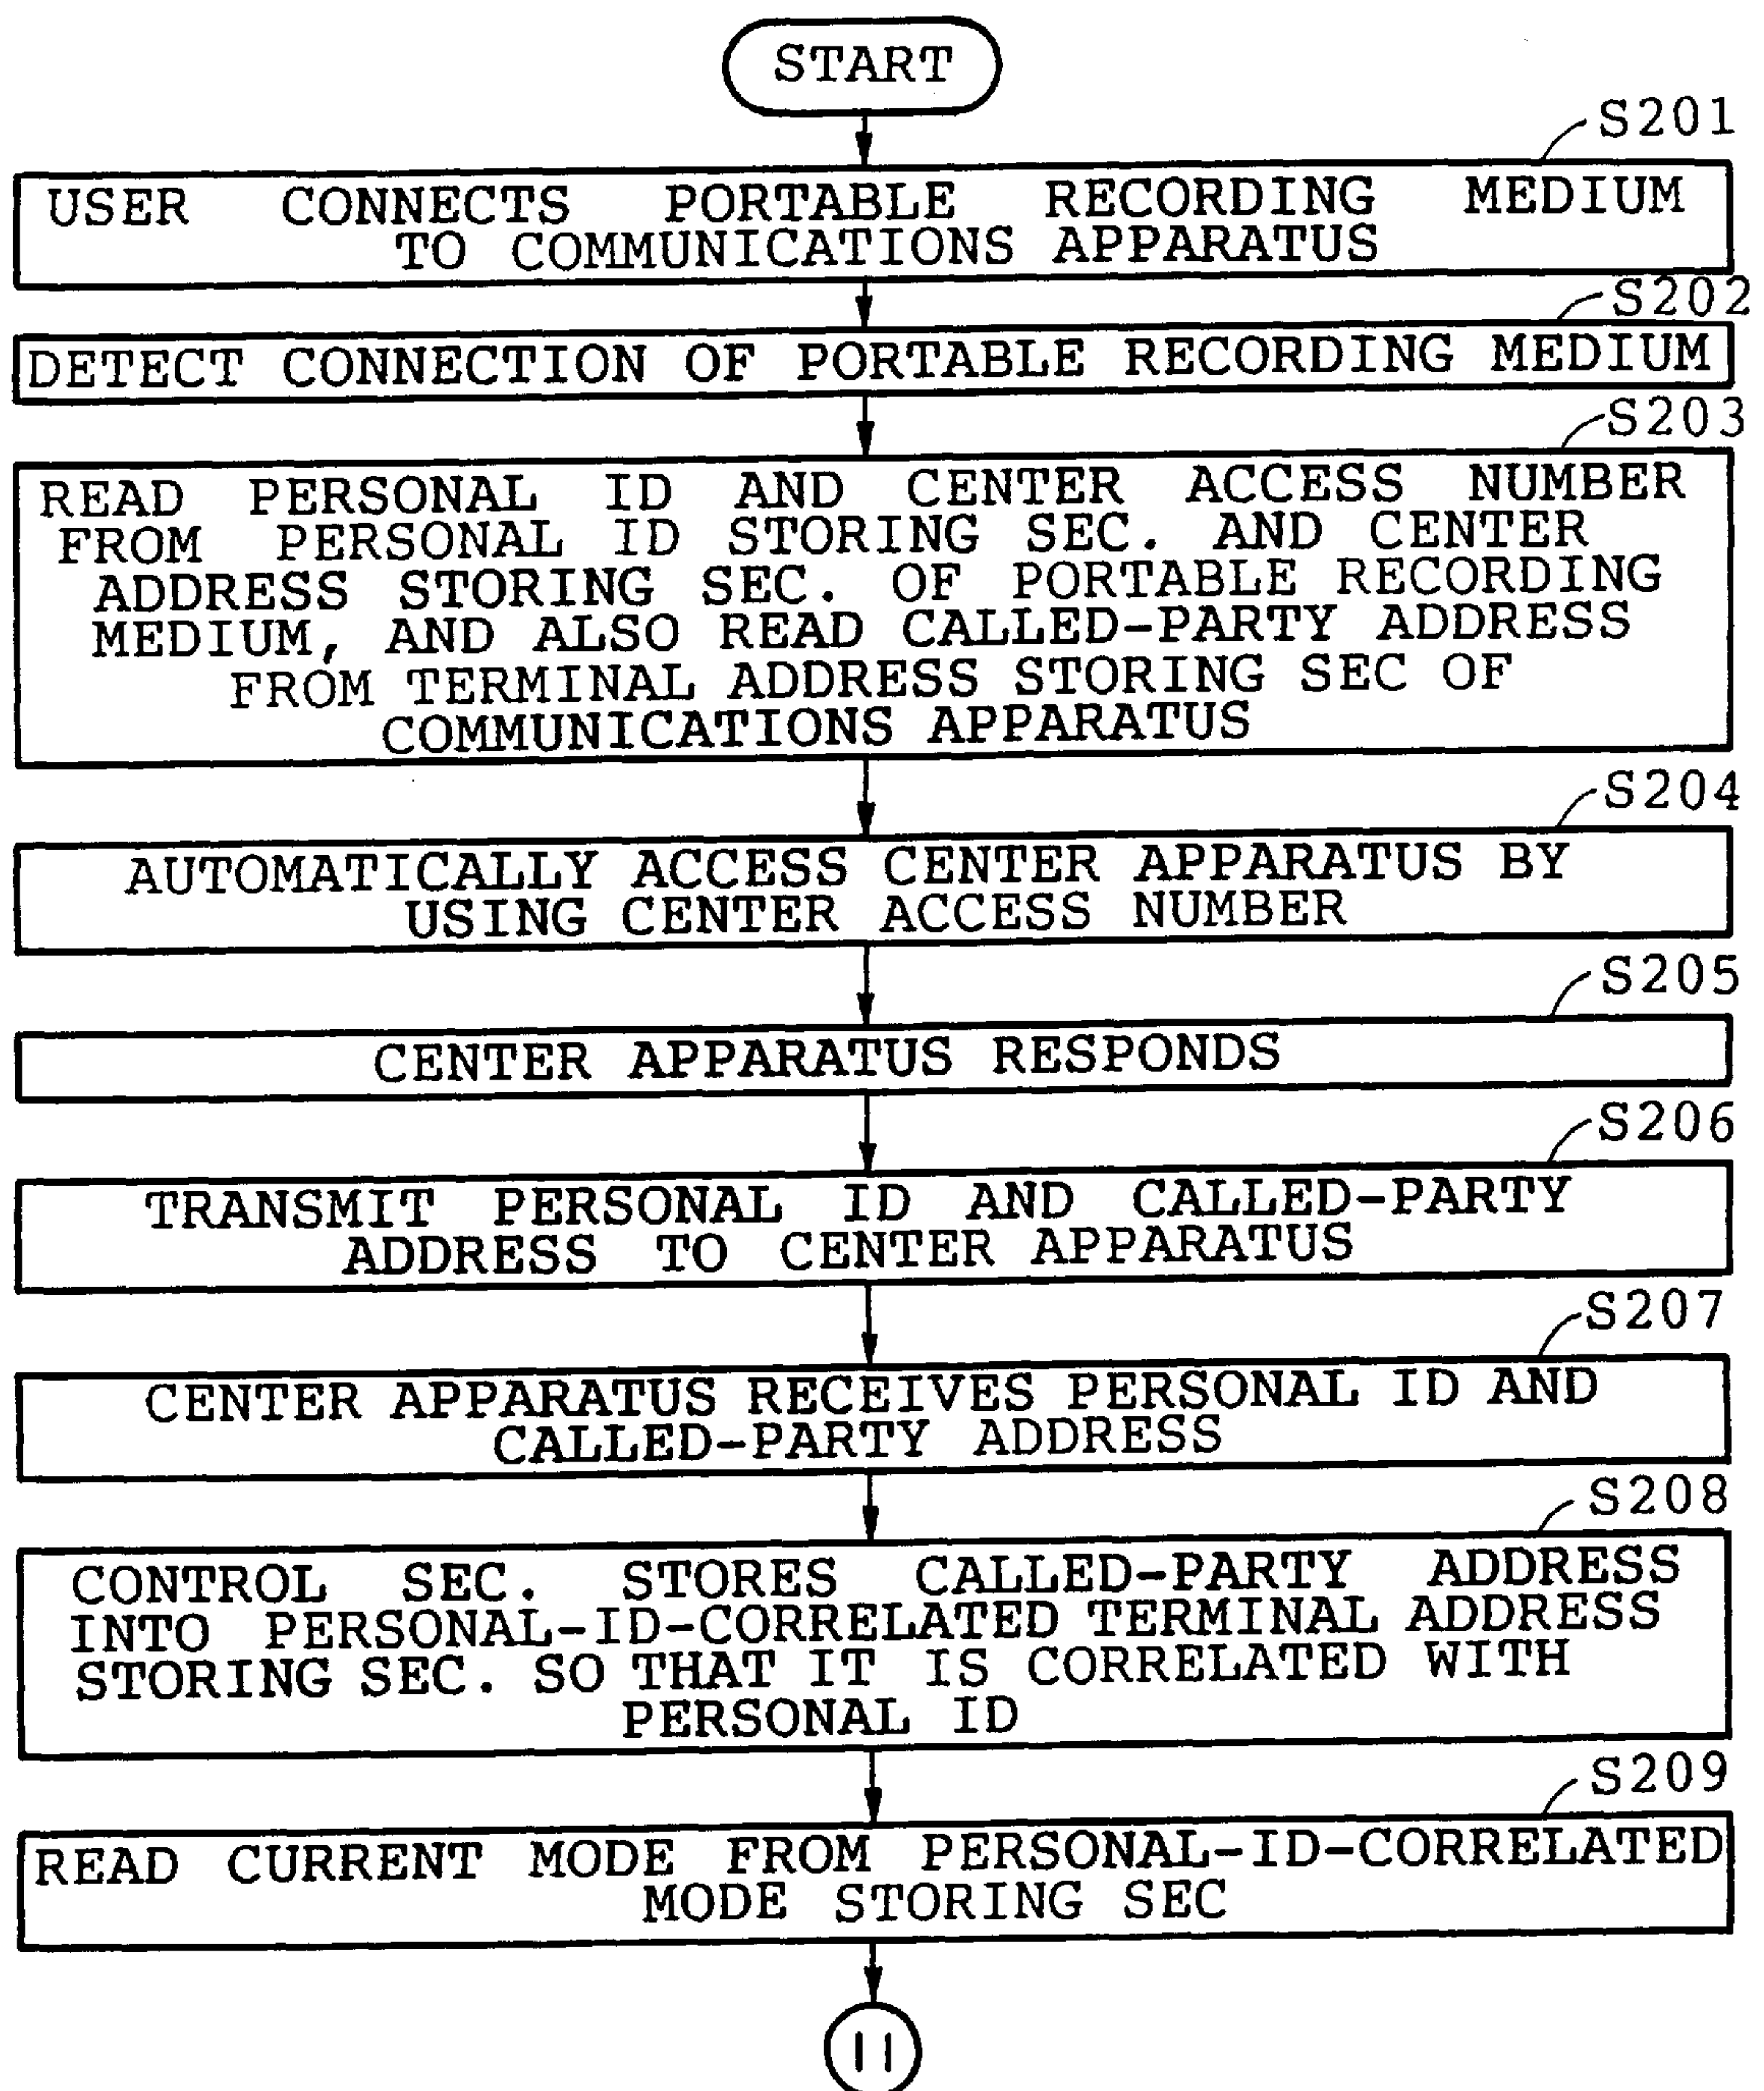 START
S201
USER CONNECTS PORTABLE RECORDING MEDIUM
TO COMMUNICATIONS APPARATUS
S202
DETECT CONNECTION OF PORTABLE RECORDING MEDIUM
S203
READ PERSONAL ID AND CENTER ACCESS NUMBER
FROM PERSONAL ID STORING SEC. AND CENTER
ADDRESS STORING SEC. OF PORTABLE RECORDING
MEDIUM, AND ALSO READ CALLED-PARTY ADDRESS
FROM TERMINAL ADDRESS STORING SEC OF
COMMUNICATIONS APPARATUS
S204
AUTOMATICALLY ACCESS CENTER APPARATUS BY
USING CENTER ACCESS NUMBER
S205
CENTER APPARATUS RESPONDS
S206
TRANSMIT PERSONAL ID AND CALLED-PARTY
ADDRESS TO CENTER APPARATUS
S207
CENTER APPARATUS RECEIVES PERSONAL ID AND
CALLED-PARTY ADDRESS
S208
CONTROL SEC. STORES CALLED-PARTY ADDRESS
INTO PERSONAL-ID-CORRELATED TERMINAL ADDRESS
STORING SEC. SO THAT IT IS CORRELATED WITH
PERSONAL ID
S209
READ CURRENT MODE FROM PERSONAL-ID-CORRELATED
MODE STORING SEC
11